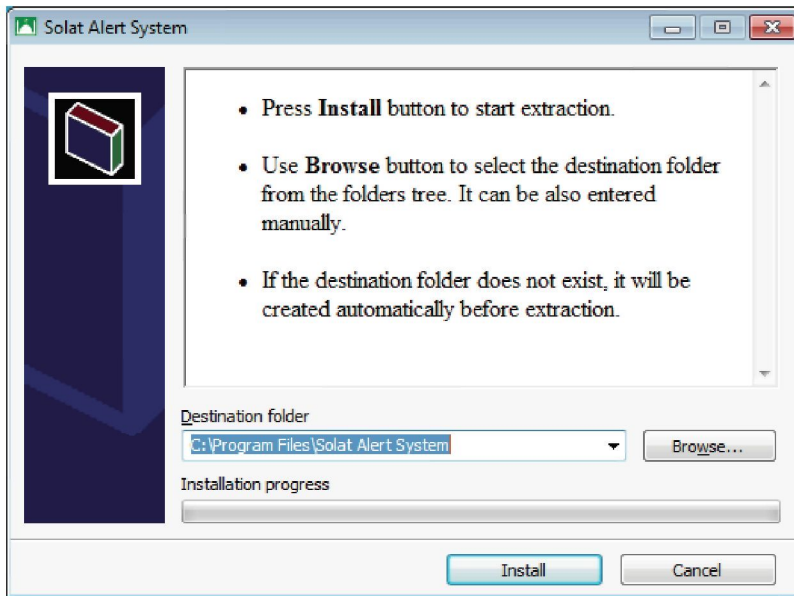 Solat Alert System
• Press Install button to start extraction.
• Use Browse button to select the destination folder
from the folders tree. It can be also entered
manually.
• If the destination folder does not exist, it will be
created automatically before extraction.
Destination folder
C:\Program Files\Solat Alert System
Browse...
Installation progress
Install
Cancel